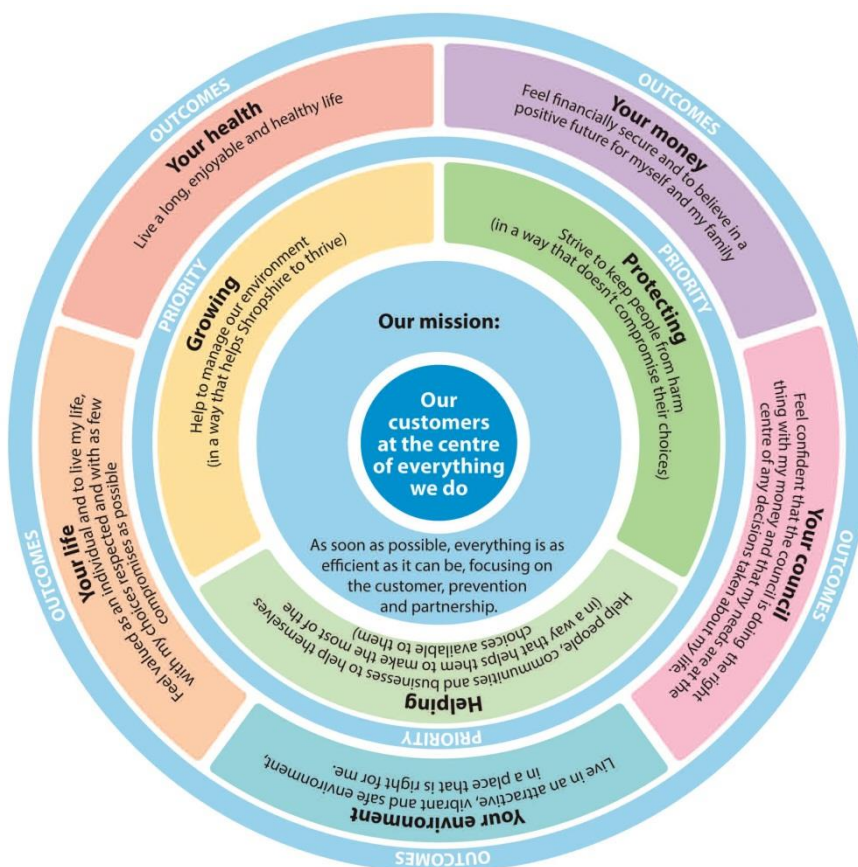 OUTCOMES
Your health
Live a long, enjoyable and healthy life
OUTCOMES
Your money
Feel financially secure and to believe in a
positive future for myself and my family
OUTCOMES
Your council
Feel confident that the council is doing the right
thing with my money and that my needs are at the
centre of any decisions taken about my life.
OUTCOMES
Your environment
Live in an attractive, vibrant and safe environment,
in a place that is right for me.
OUTCOMES
Your life
Feel valued as an individual and to live my life,
with my choices respected and with as few
compromises as possible
PRIORITY
Growing
Help to manage our environment
(in a way that helps Shropshire to thrive)
PRIORITY
Protecting
Strive to keep people from harm
(in a way that doesn't compromise their choices)
PRIORITY
Helping
Help people, communities and businesses to help themselves
(in a way that helps them to make the most of the
choices available to them)
Our mission:
Our
customers
at the centre
of everything
we do
As soon as possible, everything is as
efficient as it can be, focusing on
the customer, prevention
and partnership.